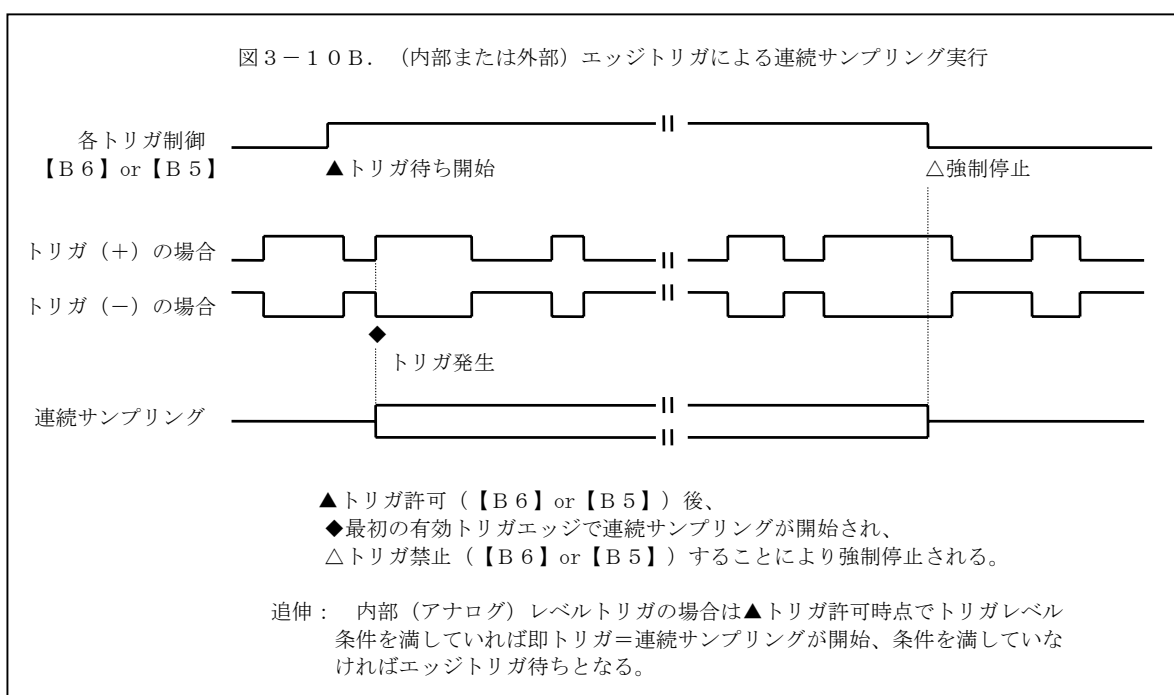 図３－１０Ｂ．（内部または外部）エッジトリガによる連続サンプリング実行
各トリガ制御
【Ｂ６】or【Ｂ５】
▲トリガ待ち開始
△強制停止
トリガ（＋）の場合
トリガ（－）の場合
◆
トリガ発生
連続サンプリング
▲トリガ許可（【Ｂ６】or【Ｂ５】）後、
◆最初の有効トリガエッジで連続サンプリングが開始され、
△トリガ禁止（【Ｂ６】or【Ｂ５】）することにより強制停止される。
追伸：　内部（アナログ）レベルトリガの場合は▲トリガ許可時点でトリガレベル
条件を満していれば即トリガ＝連続サンプリングが開始、条件を満していな
ければエッジトリガ待ちとなる。